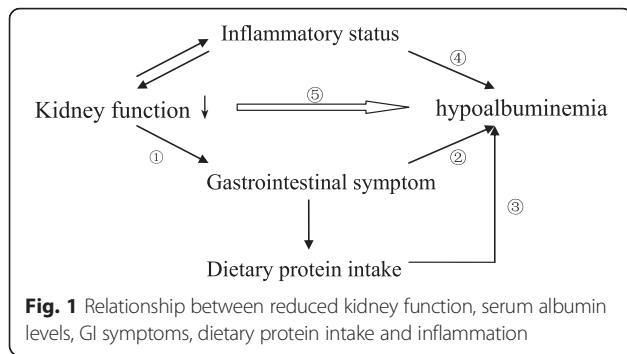 Inflammatory status
④
Kidney function ↓
⑤
hypoalbuminemia
①
②
Gastrointestinal symptom
③
Dietary protein intake
Fig. 1 Relationship between reduced kidney function, serum albumin
levels, GI symptoms, dietary protein intake and inflammation